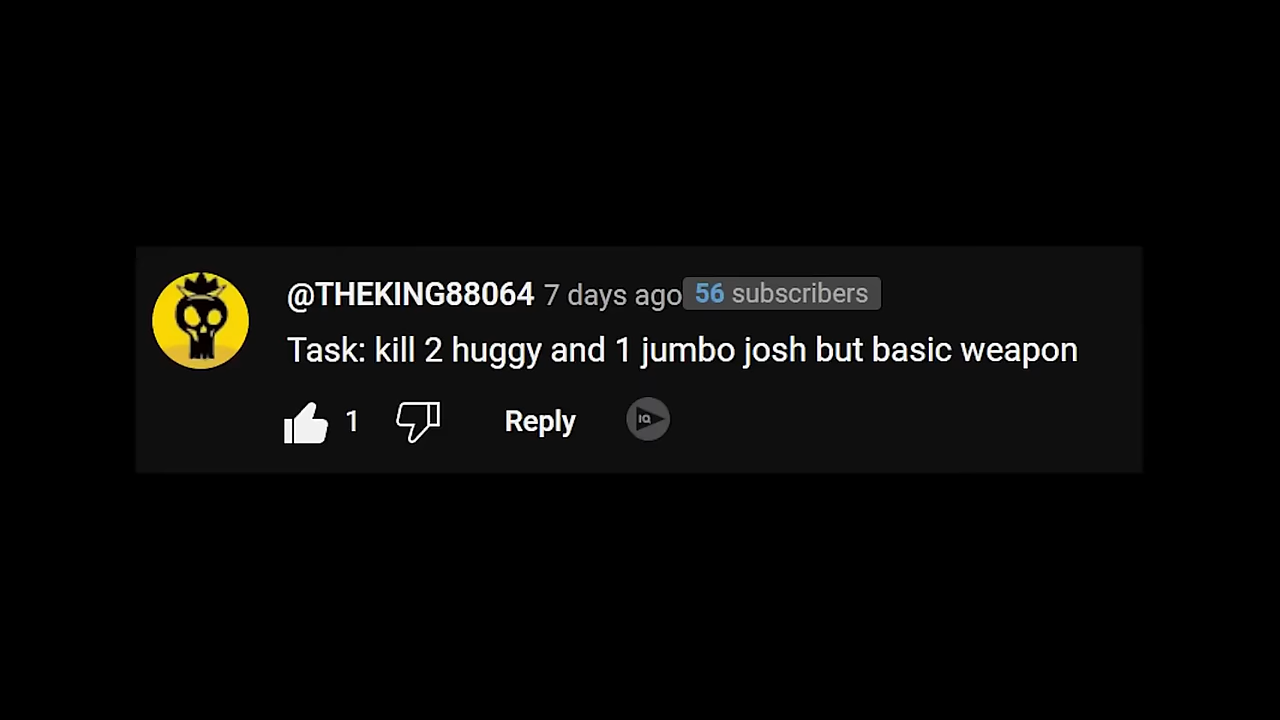 @THEKING88064 7 days ago 56 subscribers
Task: kill 2 huggy and 1 jumbo josh but basic weapon
1 Reply IQ